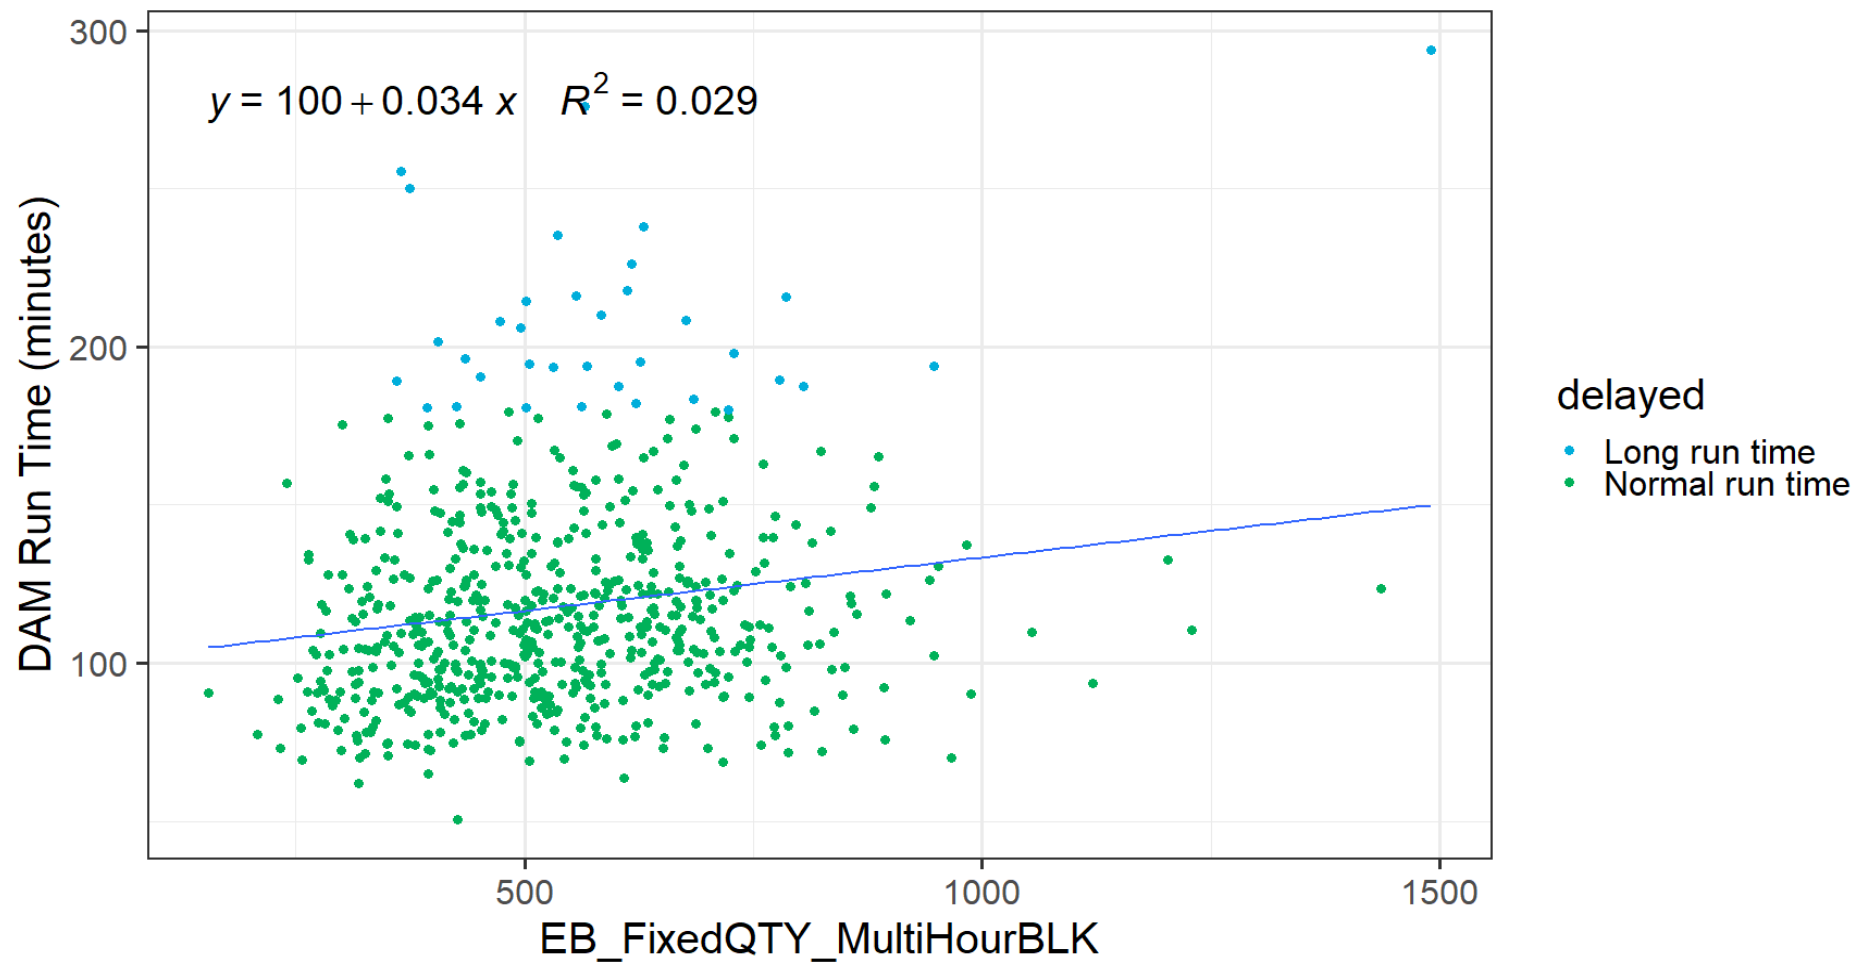 300
200
100
y = 100 + 0.034 x R² = 0.029
DAM Run Time (minutes)
500
1000
1500
EB_FixedQTY_MultiHourBLK
delayed
Long run time
Normal run time